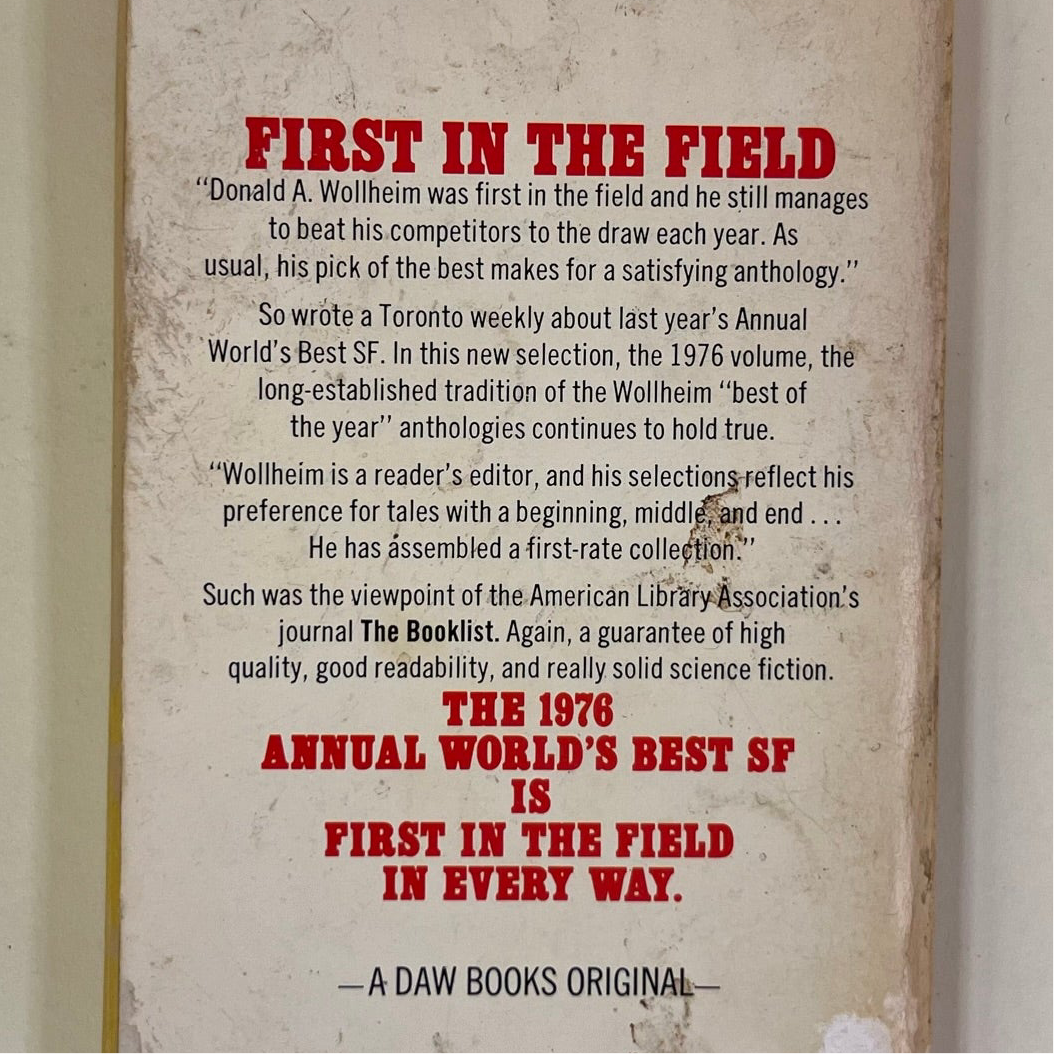 FIRST IN THE FIELD
“Donald A. Wollheim was first in the field and he still manages
to beat his competitors to the draw each year. As
usual, his pick of the best makes for a satisfying anthology.”
So wrote a Toronto weekly about last year’s Annual
World’s Best SF. In this new selection, the 1976 volume, the
long-established tradition of the Wollheim “best of
the year” anthologies continues to hold true.
“Wollheim is a reader’s editor, and his selections reflect his
preference for tales with a beginning, middle, and end . . .
He has assembled a first-rate collection.”
Such was the viewpoint of the American Library Association’s
journal The Booklist. Again, a guarantee of high
quality, good readability, and really solid science fiction.
THE 1976
ANNUAL WORLD’S BEST SF
IS
FIRST IN THE FIELD
IN EVERY WAY.
—A DAW BOOKS ORIGINAL—